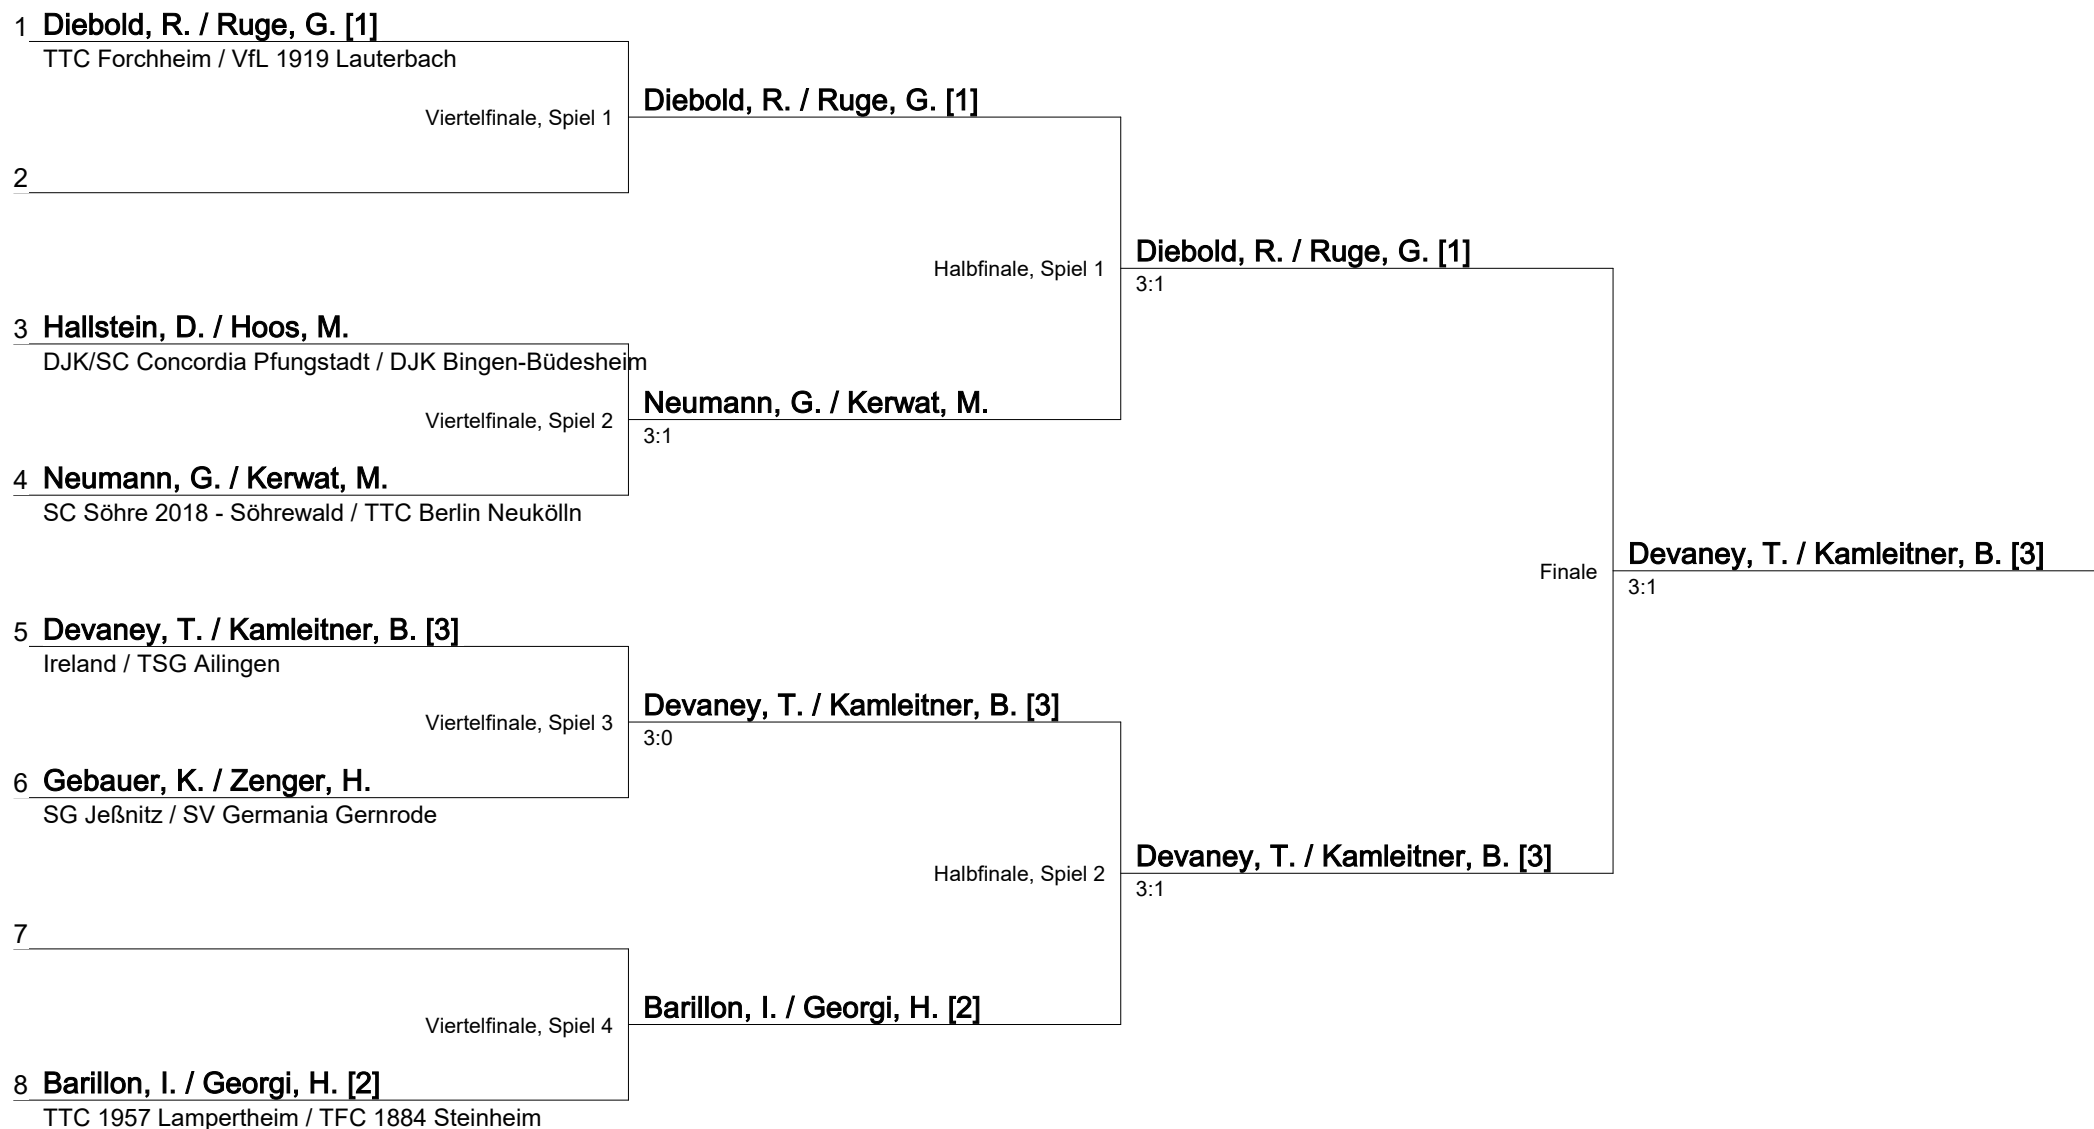 1 Diebold, R. / Ruge, G. [1]
TTC Forchheim / VfL 1919 Lauterbach
Viertelfinale, Spiel 1
Diebold, R. / Ruge, G. [1]
2
Halbfinale, Spiel 1
Diebold, R. / Ruge, G. [1]
3:1
3 Hallstein, D. / Hoos, M.
DJK/SC Concordia Pfungstadt / DJK Bingen-Büdesheim
Viertelfinale, Spiel 2
Neumann, G. / Kerwat, M.
3:1
4 Neumann, G. / Kerwat, M.
SC Söhre 2018 - Söhrewald / TTC Berlin Neukölln
Finale
Devaney, T. / Kamleitner, B. [3]
3:1
5 Devaney, T. / Kamleitner, B. [3]
Ireland / TSG Ailingen
Viertelfinale, Spiel 3
Devaney, T. / Kamleitner, B. [3]
3:0
6 Gebauer, K. / Zenger, H.
SG Jeßnitz / SV Germania Gernrode
Halbfinale, Spiel 2
Devaney, T. / Kamleitner, B. [3]
3:1
7
Viertelfinale, Spiel 4
Barillon, I. / Georgi, H. [2]
8 Barillon, I. / Georgi, H. [2]
TTC 1957 Lampertheim / TFC 1884 Steinheim